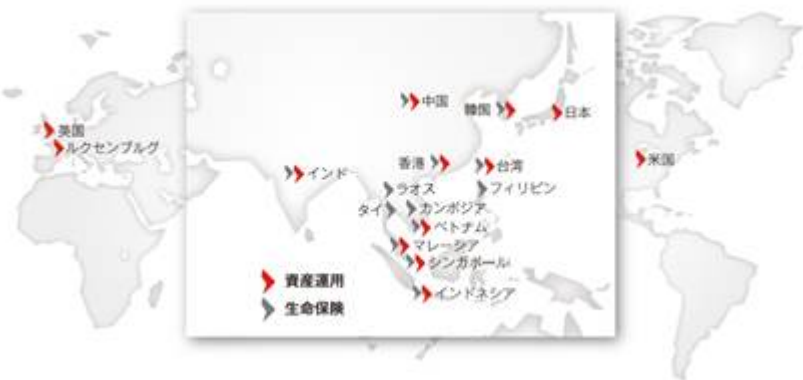 中国
韓国
日本
英国
ルクセンブルグ
香港
台湾
米国
インド
ラオス
フィリピン
タイ
カンボジア
ベトナム
マレーシア
シンガポール
資産運用
インドネシア
生命保険